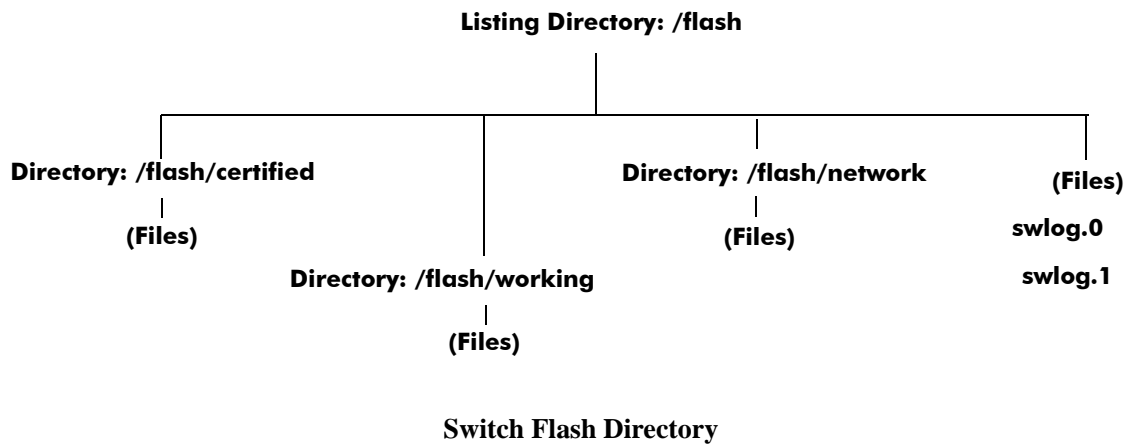 Listing Directory: /flash
Directory: /flash/certified
(Files)
Directory: /flash/working
(Files)
Directory: /flash/network
(Files)
(Files)
swlog.0
swlog.1
Switch Flash Directory